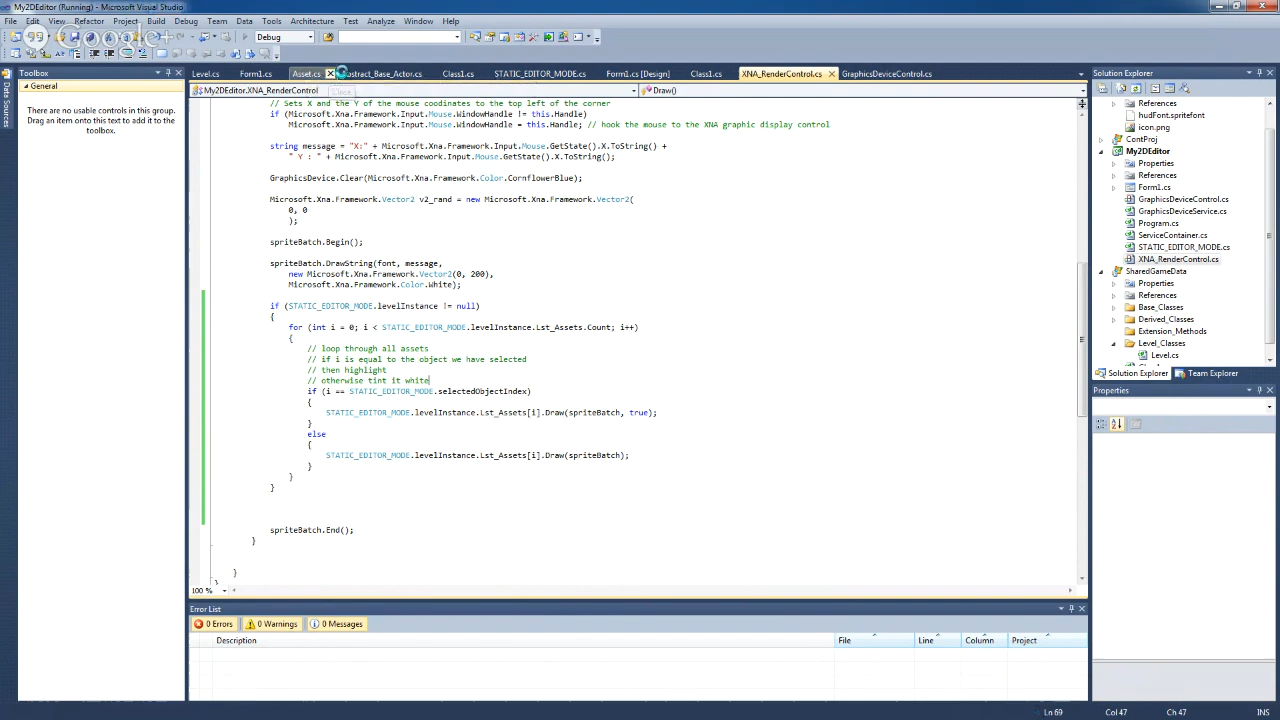 My2DEditor (Running) - Microsoft Visual Studio
File Edit View Refactor Project Build Debug Team Data Tools Architecture Test Analyze Window Help
Google+
Debug
Toolbox
Level.cs Form1.cs Asset.cs Abstract_Base_Actor.cs Class1.cs STATIC_EDITOR_MODE.cs Form1.cs [Design] Class1.cs XNA_RenderControl.cs GraphicsDeviceControl.cs
Solution Explorer
Data Sources
General
There are no usable controls in this group. Drag an item onto this text to add it to the toolbox.
My2DEditor.XNA_RenderControl
Draw()
Close
// Sets X and the Y of the mouse coodinates to the top left of the corner
if (Microsoft.Xna.Framework.Input.Mouse.WindowHandle != this.Handle)
Microsoft.Xna.Framework.Input.Mouse.WindowHandle = this.Handle; // hook the mouse to the XNA graphic display control
string message = "X:" + Microsoft.Xna.Framework.Input.Mouse.GetState().X.ToString() +
" Y : " + Microsoft.Xna.Framework.Input.Mouse.GetState().X.ToString();
GraphicsDevice.Clear(Microsoft.Xna.Framework.Color.CornflowerBlue);
Microsoft.Xna.Framework.Vector2 v2_rand = new Microsoft.Xna.Framework.Vector2(
0, 0
);
spriteBatch.Begin();
spriteBatch.DrawString(font, message,
new Microsoft.Xna.Framework.Vector2(0, 200),
Microsoft.Xna.Framework.Color.White);
if (STATIC_EDITOR_MODE.levelInstance != null)
{
for (int i = 0; i < STATIC_EDITOR_MODE.levelInstance.Lst_Assets.Count; i++)
{
// loop through all assets
// if i is equal to the object we have selected
// then highlight
// otherwise tint it white
if (i == STATIC_EDITOR_MODE.selectedObjectIndex)
{
STATIC_EDITOR_MODE.levelInstance.Lst_Assets[i].Draw(spriteBatch, true);
}
else
{
STATIC_EDITOR_MODE.levelInstance.Lst_Assets[i].Draw(spriteBatch);
}
}
}
spriteBatch.End();
}
}
}
100 %
References
hudFont.spritefont
icon.png
ContProj
My2DEditor
Properties
References
Form1.cs
GraphicsDeviceControl.cs
GraphicsDeviceService.cs
Program.cs
ServiceContainer.cs
STATIC_EDITOR_MODE.cs
XNA_RenderControl.cs
SharedGameData
Properties
References
Base_Classes
Derived_Classes
Extension_Methods
Level_Classes
Level.cs
Solution Explorer Team Explorer
Properties
Error List
0 Errors 0 Warnings 0 Messages
Description File Line Column Project
Ln 69 Col 47 Ch 47 INS